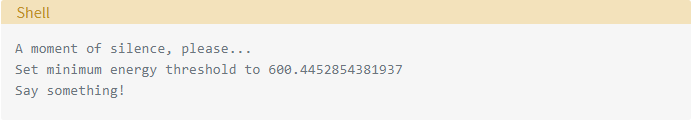 Shell
A moment of silence, please...
Set minimum energy threshold to 600.4452854381937
Say something!